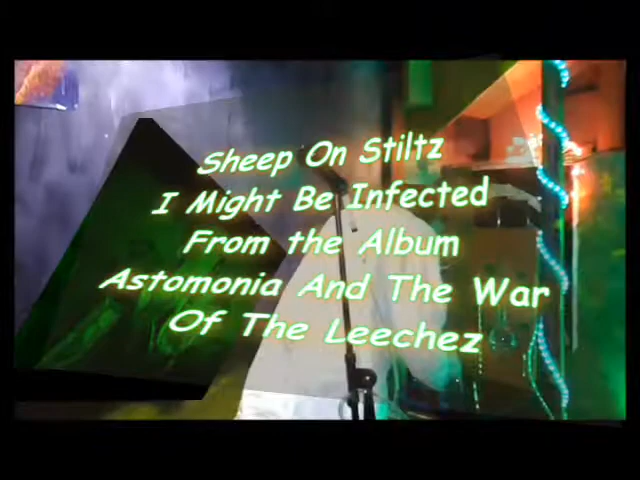 Sheep On Stiltz
I Might Be Infected
From the Album
Astomonia And The War
Of The Leechez